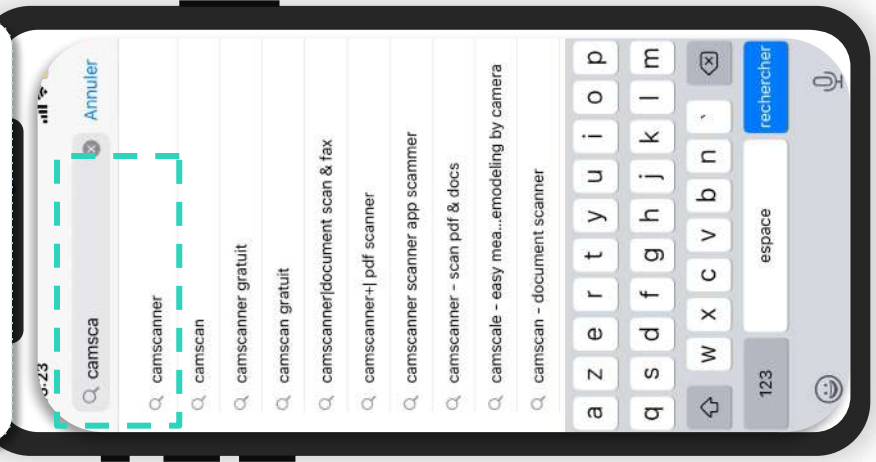 camsca
Annuler
camscanner
camscan
camscanner gratuit
camscan gratuit
camscanner|document scan & fax
camscanner+| pdf scanner
camscanner scanner app scammer
camscanner - scan pdf & docs
camscale - easy mea...emodeling by camera
camscan - document scanner
a z e r t y u i o p
q s d f g h j k l m
w x c v b n ´
123 espace rechercher